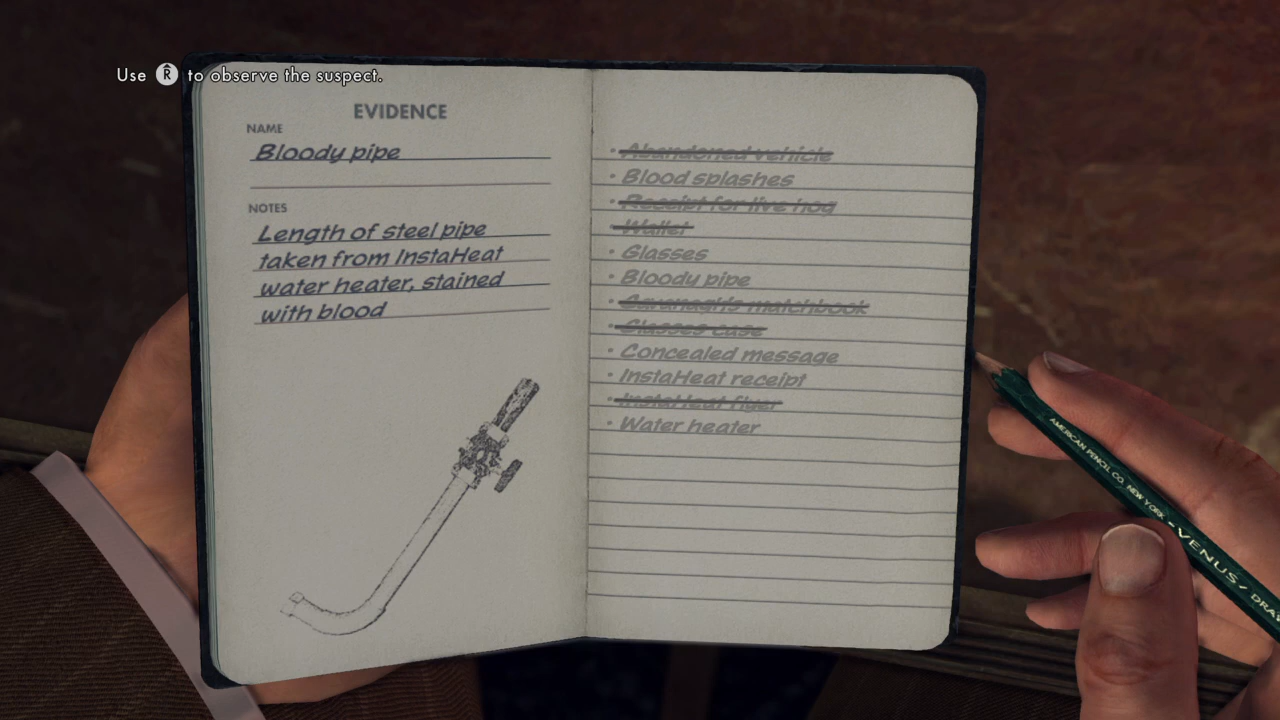 Use R to observe the suspect.
EVIDENCE
NAME
Bloody pipe
NOTES
Length of steel pipe
taken from InstaHeat
water heater, stained
with blood
• Abandoned vehicle
• Blood splashes
• Receipt for live hog
• Wallet
• Glasses
• Bloody pipe
• Cavanagh's matchbook
• Glasses case
• Concealed message
• InstaHeat receipt
• InstaHeat flyer
• Water heater
AMERICAN PENCIL CO. NEW YORK - VENUS / DRA